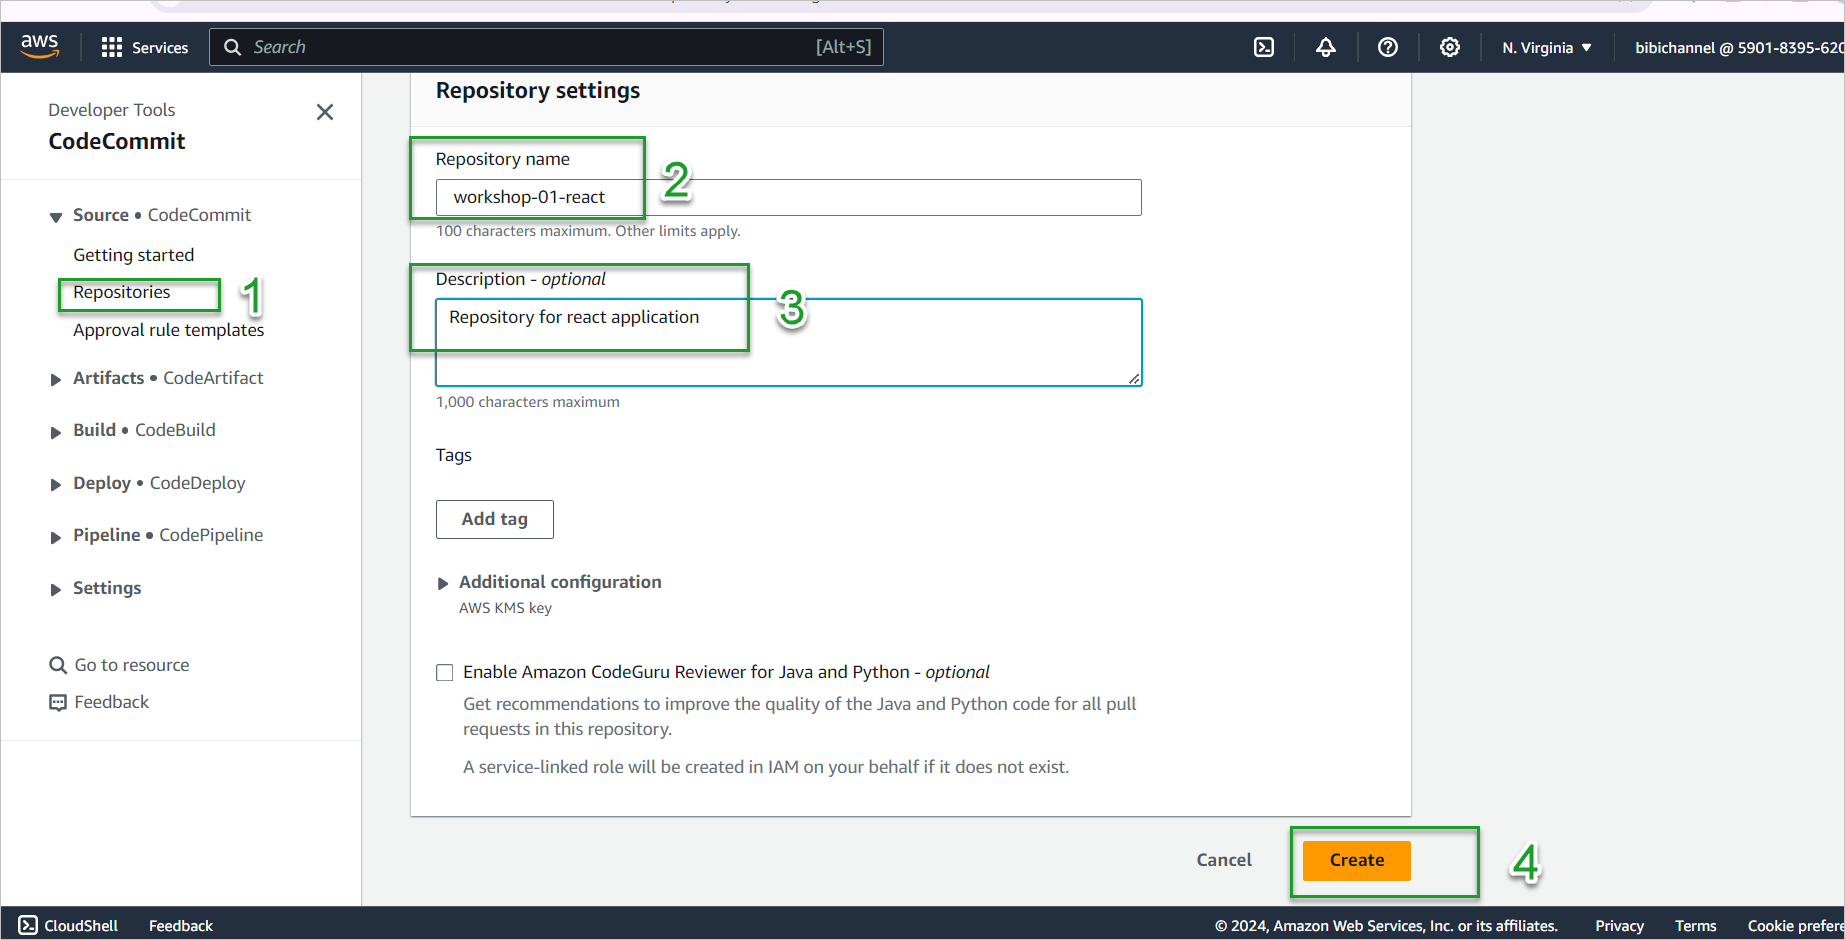 aws
Services
Search
[Alt+S]
N. Virginia
bibichannel @ 5901-8395-620
Developer Tools
CodeCommit
Source • CodeCommit
Getting started
Repositories
1
Approval rule templates
Artifacts • CodeArtifact
Build • CodeBuild
Deploy • CodeDeploy
Pipeline • CodePipeline
Settings
Go to resource
Feedback
Repository settings
Repository name
2
workshop-01-react
100 characters maximum. Other limits apply.
Description - optional
3
Repository for react application
1,000 characters maximum
Tags
Add tag
Additional configuration
AWS KMS key
Enable Amazon CodeGuru Reviewer for Java and Python - optional
Get recommendations to improve the quality of the Java and Python code for all pull
requests in this repository.
A service-linked role will be created in IAM on your behalf if it does not exist.
Cancel
Create
4
CloudShell
Feedback
© 2024, Amazon Web Services, Inc. or its affiliates.
Privacy
Terms
Cookie prefere